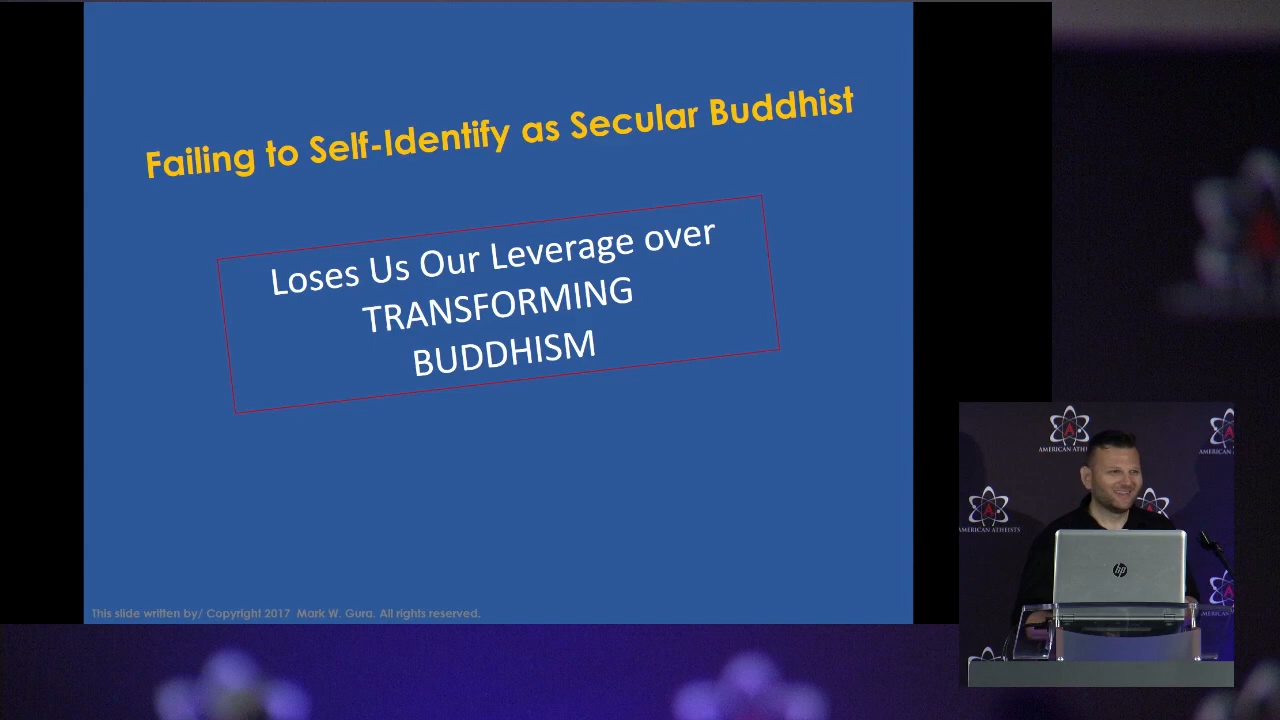 Failing to Self-Identify as Secular Buddhist
Loses Us Our Leverage over
TRANSFORMING
BUDDHISM
This slide written by/ Copyright 2017 Mark W. Gura. All rights reserved.
A
AMERICAN ATHEISTS
A
AMERICAN ATHEISTS
hp